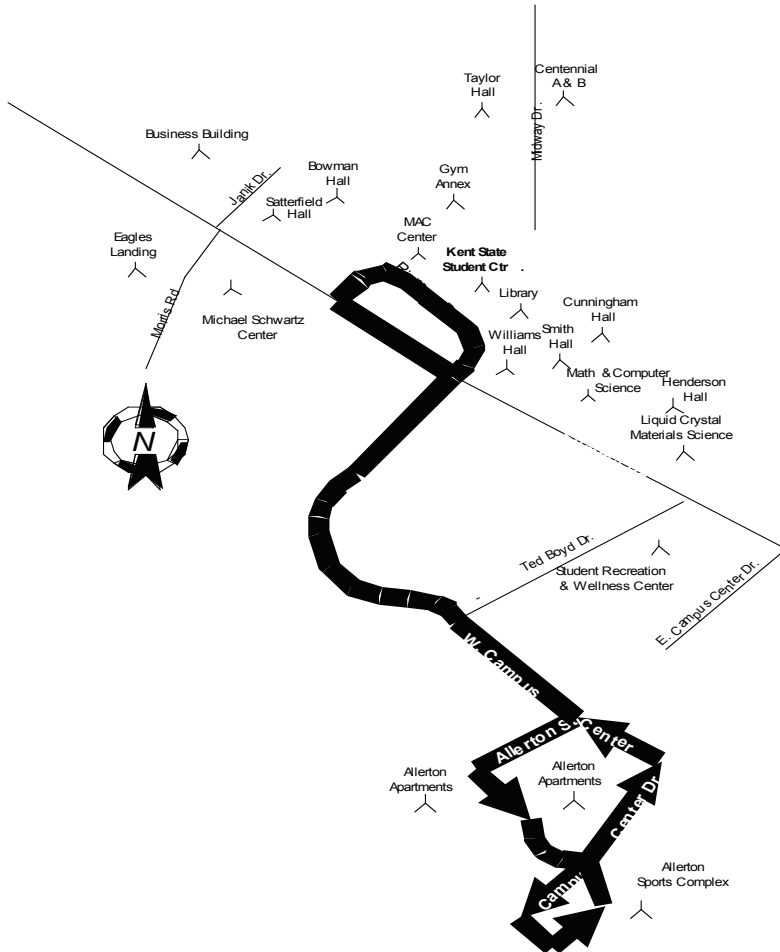 Taylor
Hall
Centennial
A & B
Midway Dr.
Business Building
Janik Dr.
Bowman
Hall
Gym
Annex
Satterfield
Hall
MAC
Center
Eagles
Landing
Kent State
Student Ctr .
Morris Rd
Michael Schwartz
Center
Library
Cunningham
Hall
Williams
Hall
Smith
Hall
Math & Computer
Science
Henderson
Hall
Liquid Crystal
Materials Science
N
Ted Boyd Dr.
Student Recreation
& Wellness Center
E. Campus Center Dr.
W. Campus
Center
Allerton S
Allerton
Apartments
Allerton
Apartments
Center Dr
Campu
Allerton
Sports Complex